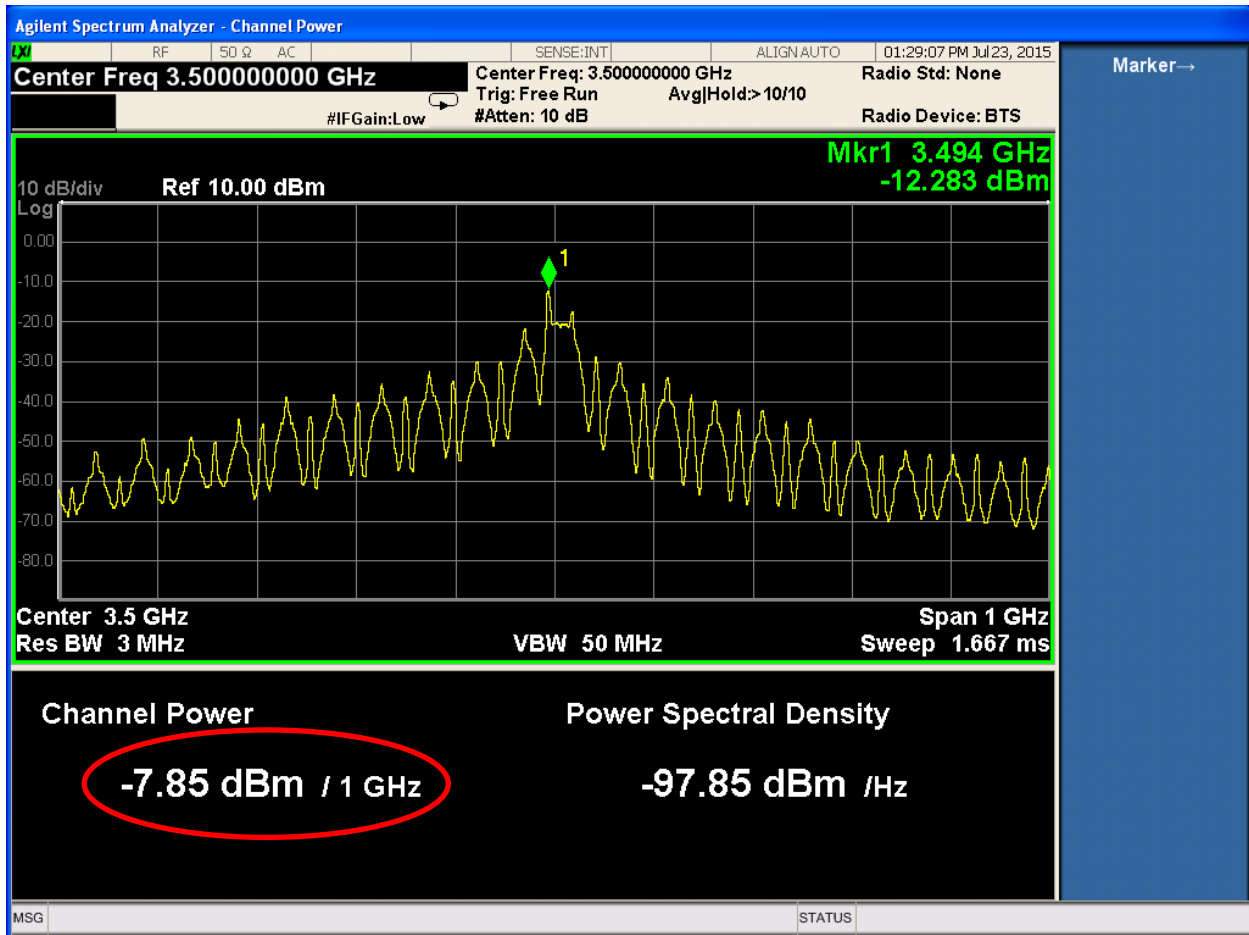 Agilent Spectrum Analyzer - Channel Power
LXI RF 50 Ω AC SENSE:INT ALIGN AUTO 01:29:07 PM Jul 23, 2015
Center Freq 3.500000000 GHz
#IFGain:Low
Center Freq: 3.500000000 GHz
Trig: Free Run Avg|Hold:> 10/10
#Atten: 10 dB
Radio Std: None
Radio Device: BTS
Marker→
Mkr1 3.494 GHz
-12.283 dBm
10 dB/div Ref 10.00 dBm
Log
0.00
-10.0
-20.0
-30.0
-40.0
-50.0
-60.0
-70.0
-80.0
1
Center 3.5 GHz Span 1 GHz
Res BW 3 MHz VBW 50 MHz Sweep 1.667 ms
Channel Power Power Spectral Density
-7.85 dBm / 1 GHz -97.85 dBm /Hz
MSG STATUS